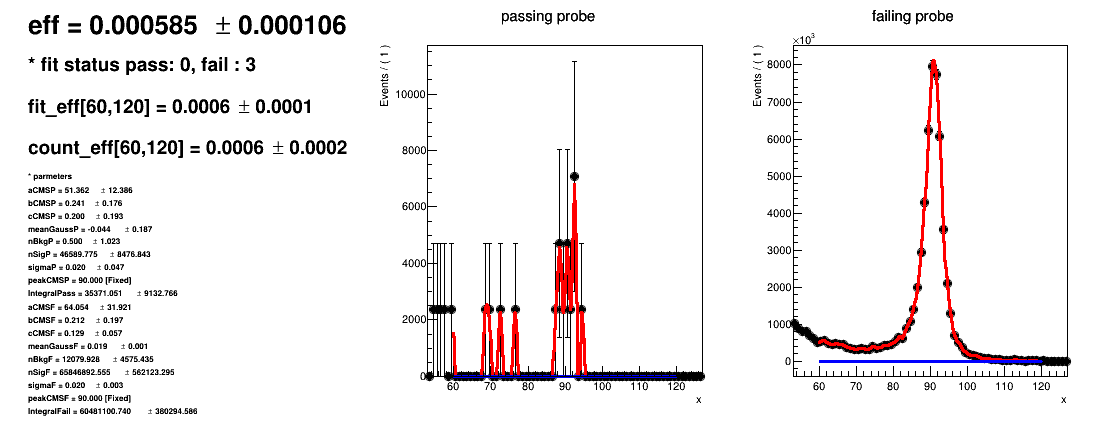 eff = 0.000585 ± 0.000106
* fit status pass: 0, fail : 3
fit_eff[60,120] = 0.0006 ± 0.0001
count_eff[60,120] = 0.0006 ± 0.0002
* parmeters
aCMSP = 51.362 ± 12.386
bCMSP = 0.241 ± 0.176
cCMSP = 0.200 ± 0.193
meanGaussP = -0.044 ± 0.187
nBkgP = 0.500 ± 1.023
nSigP = 46589.775 ± 8476.843
sigmaP = 0.020 ± 0.047
peakCMSP = 90.000 [Fixed]
IntegralPass = 35371.051 ± 9132.766
aCMSF = 64.054 ± 31.921
bCMSF = 0.212 ± 0.197
cCMSF = 0.129 ± 0.057
meanGaussF = 0.019 ± 0.001
nBkgF = 12079.928 ± 4575.435
nSigF = 65846892.555 ± 562123.295
sigmaF = 0.020 ± 0.003
peakCMSF = 90.000 [Fixed]
IntegralFail = 60481100.740 ± 380294.586
passing probe
Events / ( 1 )
10000
8000
6000
4000
2000
0
60 70 80 90 100 110 120
x
failing probe
×10³
Events / ( 1 )
8000
7000
6000
5000
4000
3000
2000
1000
0
60 70 80 90 100 110 120
x